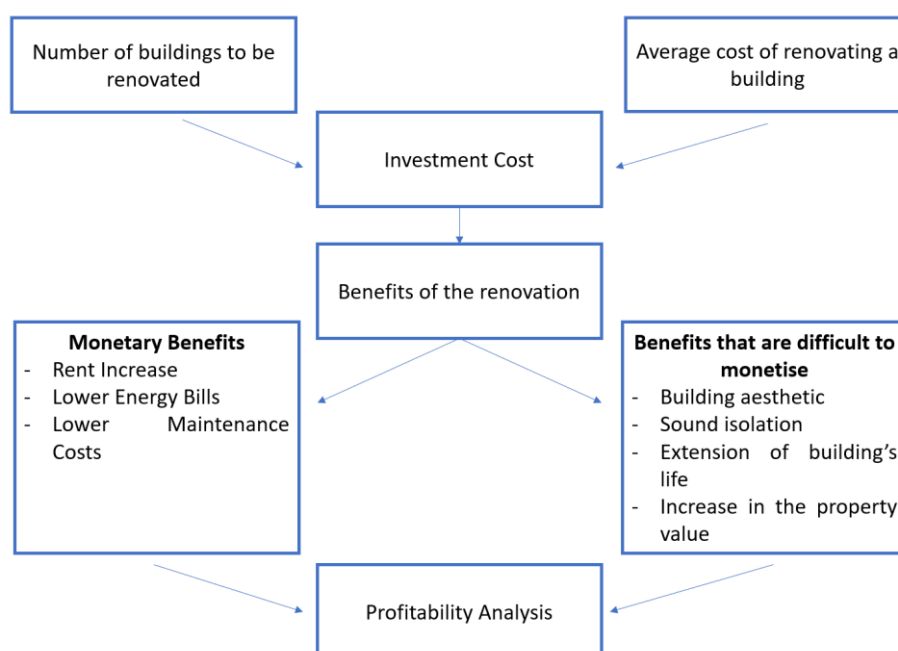 Number of buildings to be
renovated
Average cost of renovating a
building
Investment Cost
Benefits of the renovation
Monetary Benefits
- Rent Increase
- Lower Energy Bills
- Lower Maintenance
Costs
Benefits that are difficult to
monetise
- Building aesthetic
- Sound isolation
- Extension of building's
life
- Increase in the property
value
Profitability Analysis